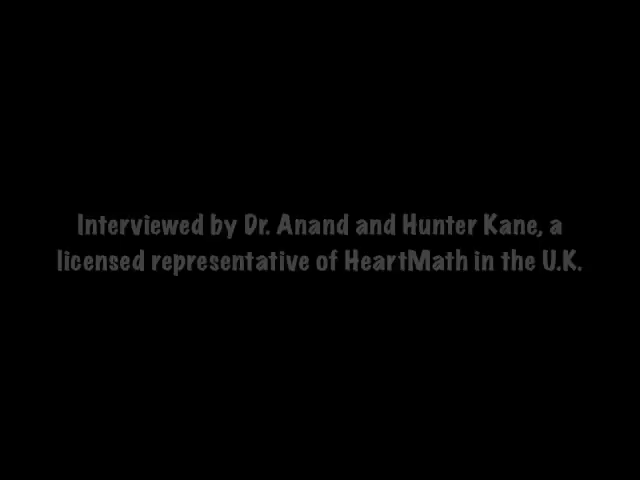 Interviewed by Dr. Anand and Hunter Kane, a
licensed representative of HeartMath in the U.K.